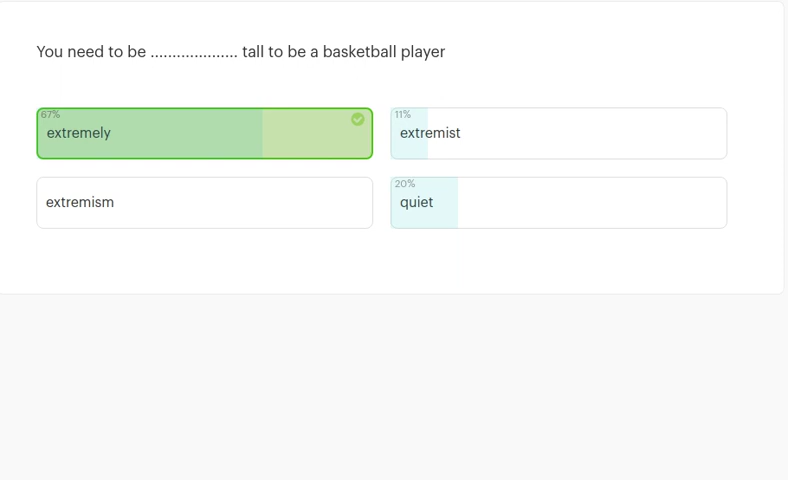 You need to be .................... tall to be a basketball player
67%
extremely
11%
extremist
extremism
20%
quiet